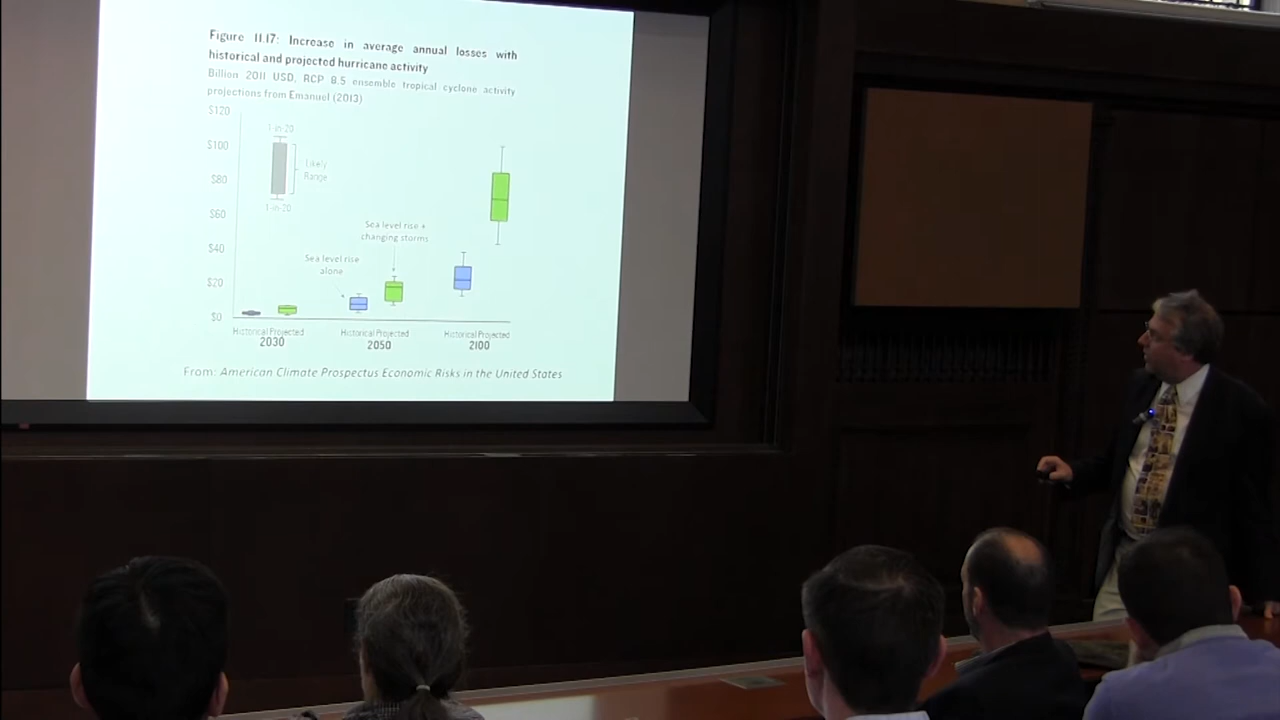 Figure 11.17: Increase in average annual losses with
historical and projected hurricane activity
Billion 2011 USD, RCP 8.5 ensemble tropical cyclone activity
projections from Emanuel (2013)
$120
$100
$80
$60
$40
$20
$0
1-in-20
Likely
Range
1-in-20
Sea level rise +
changing storms
Sea level rise
alone
Historical Projected
2030
Historical Projected
2050
Historical Projected
2100
From: American Climate Prospectus Economic Risks in the United States